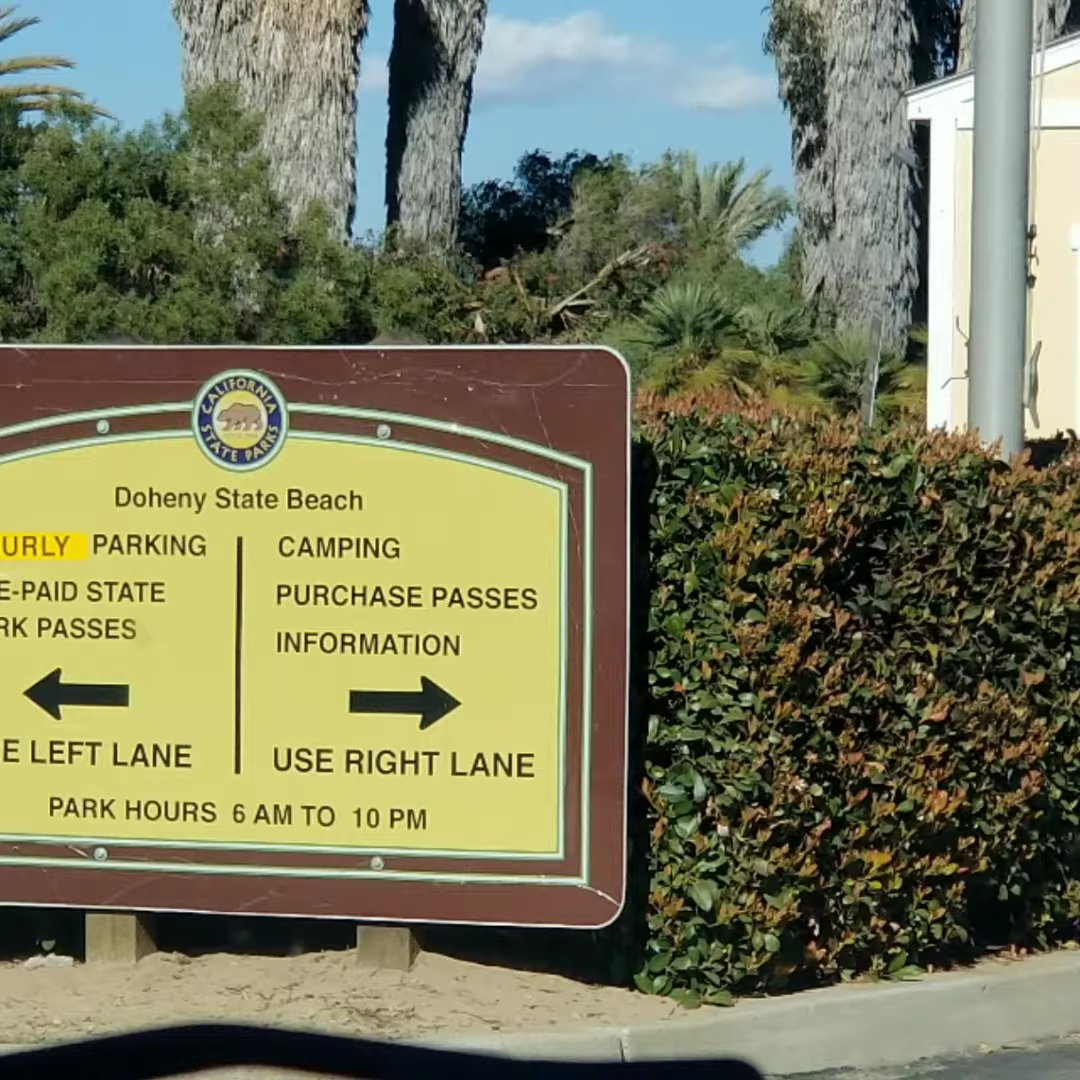 CALIFORNIA
STATE PARKS
Doheny State Beach
URLY PARKING
E-PAID STATE
RK PASSES
E LEFT LANE
CAMPING
PURCHASE PASSES
INFORMATION
USE RIGHT LANE
PARK HOURS 6 AM TO 10 PM